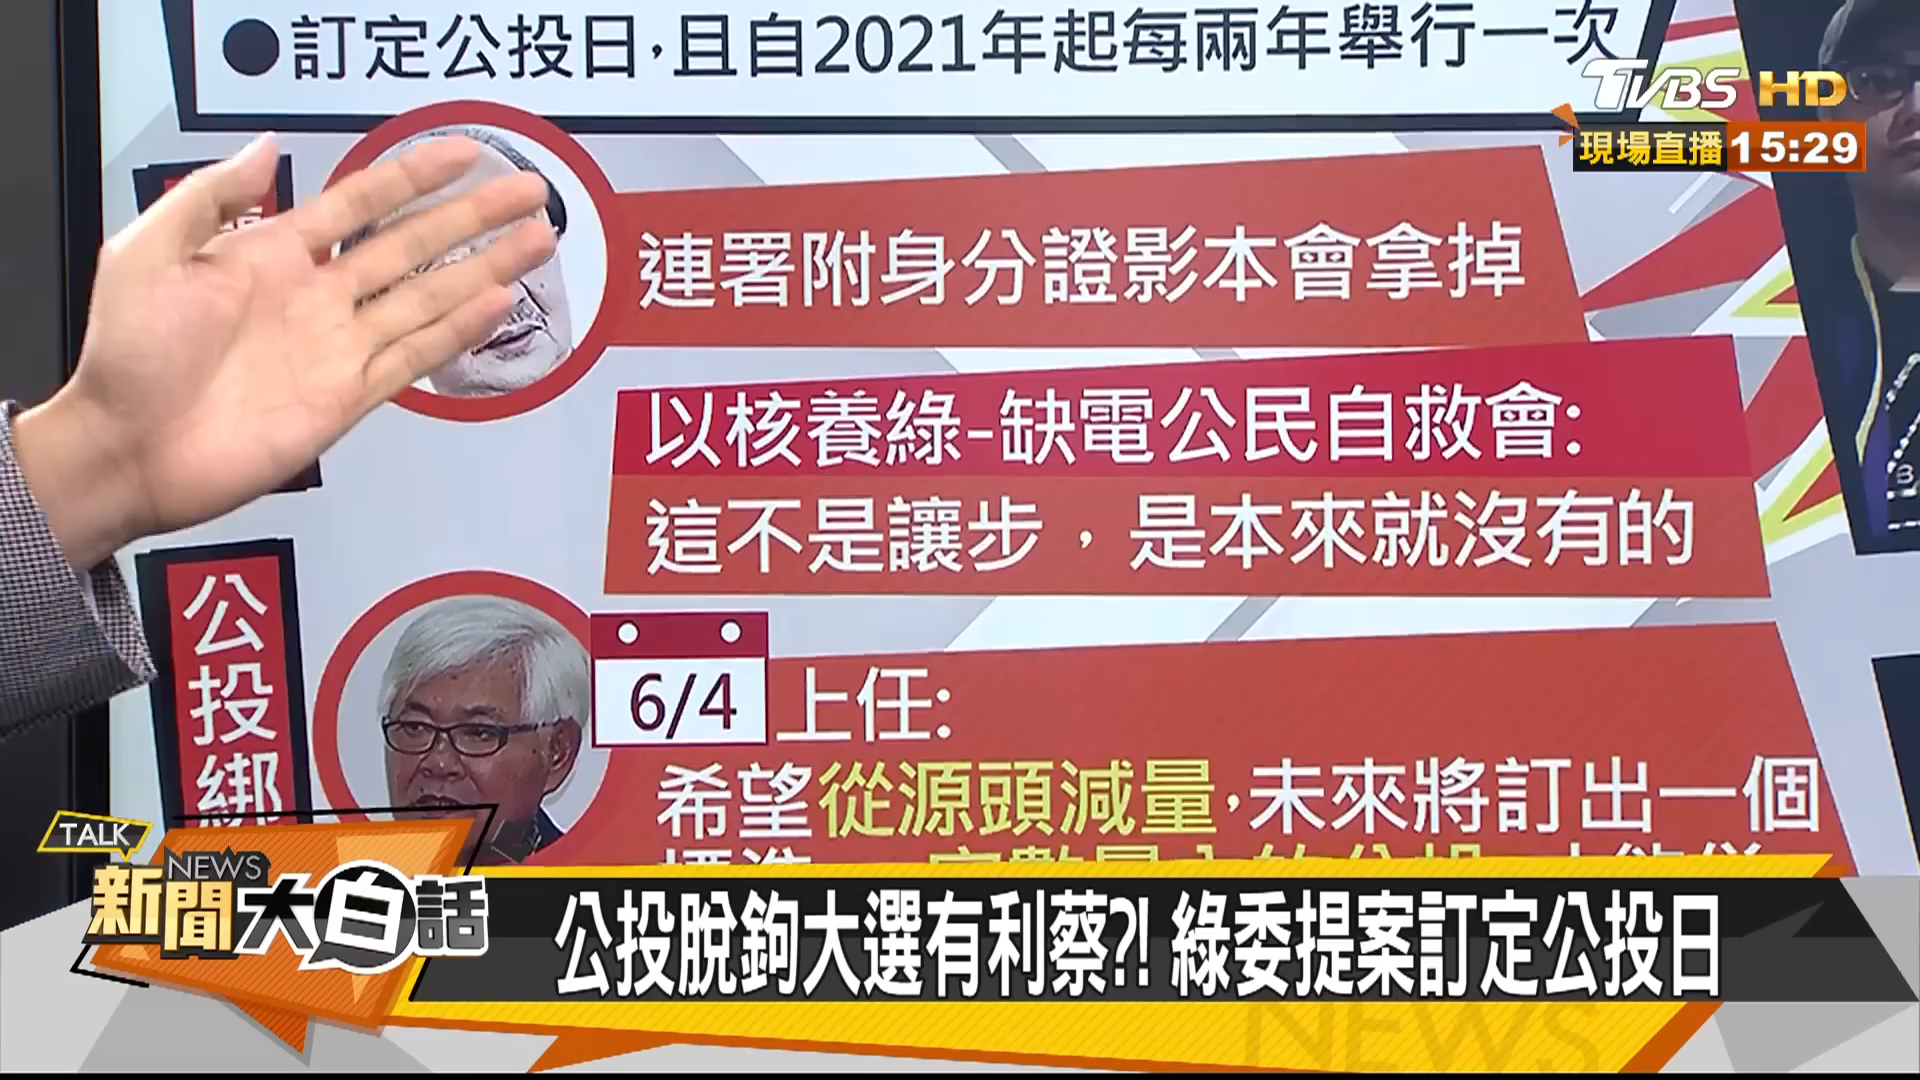 ●訂定公投日，且自2021年起每兩年舉行一次
TVBS HD
現場直播 15:29
連署附身分證影本會拿掉
以核養綠-缺電公民自救會:
這不是讓步，是本來就沒有的
公投綁
6/4 上任:
希望從源頭減量，未來將訂出一個
TALK
NEWS
新聞大白話
公投脫鉤大選有利蔡?! 綠委提案訂定公投日
NEWS